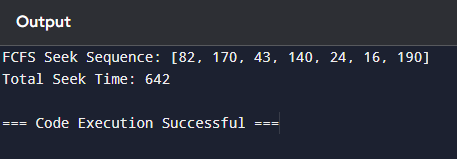 Output
FCFS Seek Sequence: [82, 170, 43, 140, 24, 16, 190]
Total Seek Time: 642
=== Code Execution Successful ===